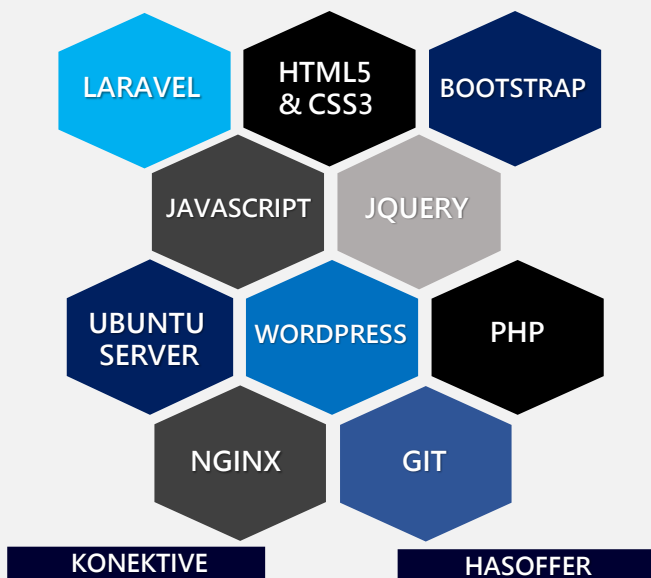 LARAVEL
HTML5
& CSS3
BOOTSTRAP
JAVASCRIPT
JQUERY
UBUNTU
SERVER
WORDPRESS
PHP
NGINX
GIT
KONEKTIVE
HASOFFER